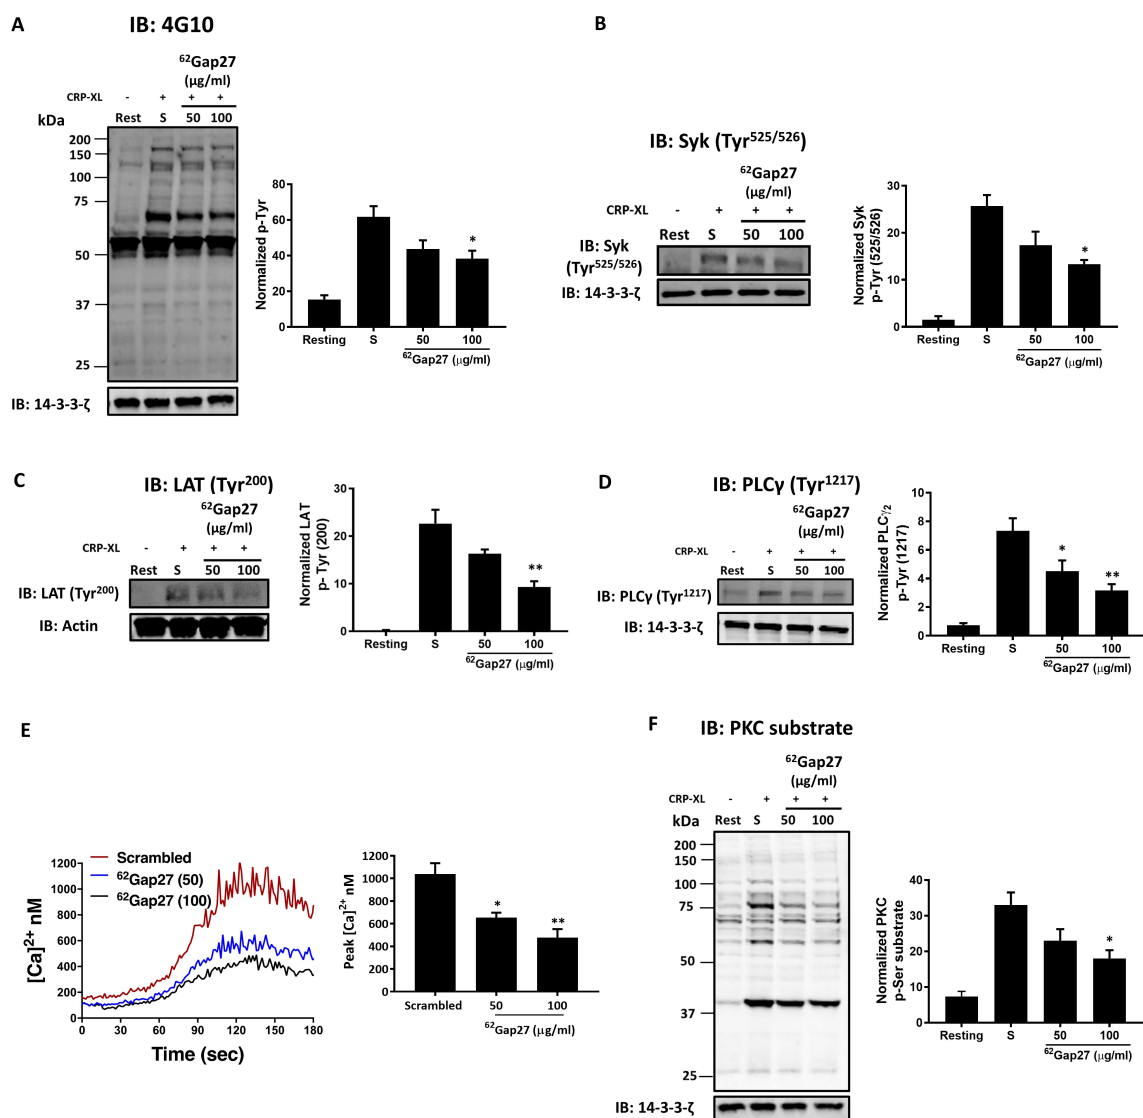 A
IB: 4G10
⁶²Gap27
(µg/ml)
CRP-XL - + + +
kDa Rest S 50 100
200
150
100
75
50
37
25
IB: 14-3-3-ζ
Normalized p-Tyr
80
60
40
20
0
Resting S 50 100
⁶²Gap27 (µg/ml)
*
B
IB: Syk (Tyr⁵²⁵/⁵²⁶)
⁶²Gap27
(µg/ml)
CRP-XL - + + +
Rest S 50 100
IB: Syk
(Tyr⁵²⁵/⁵²⁶)
IB: 14-3-3-ζ
Normalized Syk
p-Tyr (525/526)
30
20
10
0
*
Resting S 50 100
⁶²Gap27 (µg/ml)
C
IB: LAT (Tyr²⁰⁰)
⁶²Gap27
(µg/ml)
CRP-XL - + + +
Rest S 50 100
IB: LAT (Tyr²⁰⁰)
IB: Actin
Normalized LAT
p- Tyr (200)
30
20
10
0
**
Resting S 50 100
⁶²Gap27 (µg/ml)
D
IB: PLCγ (Tyr¹²¹⁷)
⁶²Gap27
(µg/ml)
CRP-XL - + + +
Rest S 50 100
IB: PLCγ (Tyr¹²¹⁷)
IB: 14-3-3-ζ
Normalized PLCγ₂
p-Tyr (1217)
10
8
6
4
2
0
* **
Resting S 50 100
⁶²Gap27 (µg/ml)
E
[Ca]²⁺ nM
1200
1000
800
600
400
200
0
Scrambled
⁶²Gap27 (50)
⁶²Gap27 (100)
0 30 60 90 120 150 180
Time (sec)
Peak [Ca]²⁺ nM
1200
1000
800
600
400
200
0
* **
Scrambled 50 100
⁶²Gap27 (µg/ml)
F
IB: PKC substrate
⁶²Gap27
(µg/ml)
CRP-XL - + + +
kDa Rest S 50 100
200
150
100
75
50
37
25
IB: 14-3-3-ζ
Normalized PKC
p-Ser substrate
40
30
20
10
0
*
Resting S 50 100
⁶²Gap27 (µg/ml)